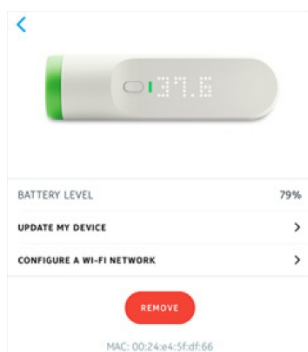 37.6
BATTERY LEVEL 79%
UPDATE MY DEVICE
CONFIGURE A WI-FI NETWORK
REMOVE
MAC: 00:24:e4:5f:df:66